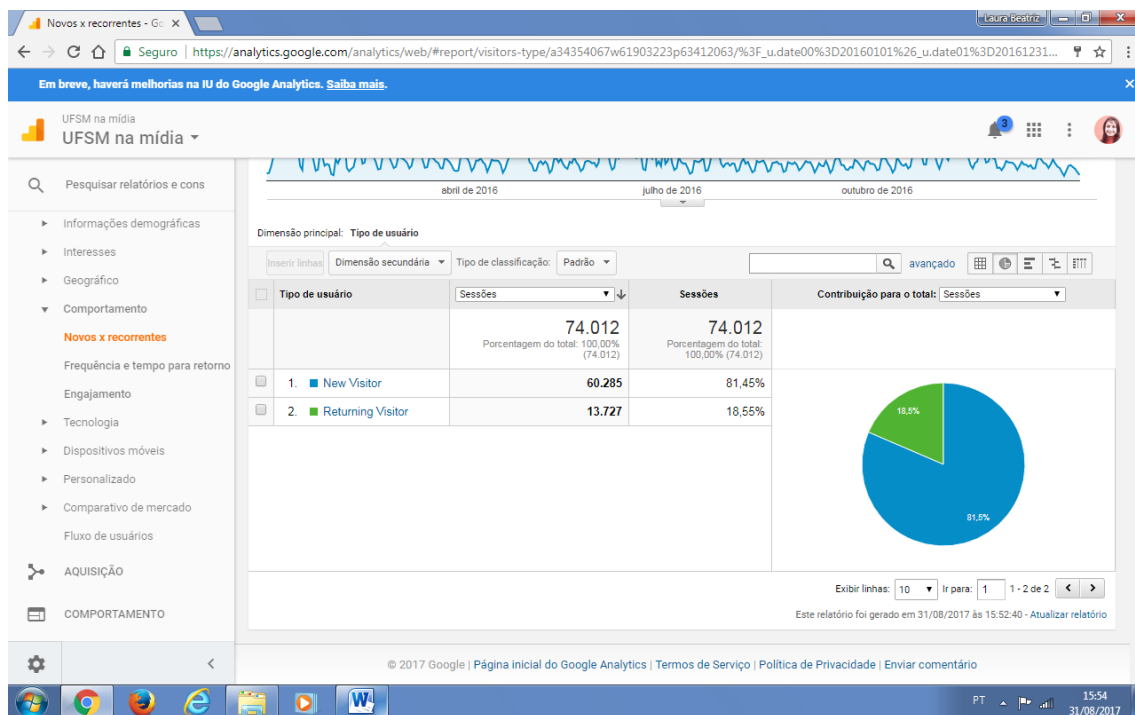 Novos x recorrentes - Go
Laura Beatriz
Seguro | https://analytics.google.com/analytics/web/#report/visitors-type/a34354067w61903223p63412063/%3F_u.date00%3D20160101%26_u.date01%3D20161231...
Em breve, haverá melhorias na IU do Google Analytics. Saiba mais.
UFSM na mídia
UFSM na mídia
3
Pesquisar relatórios e cons
abril de 2016 julho de 2016 outubro de 2016
Informações demográficas
Interesses
Geográfico
Comportamento
Novos x recorrentes
Frequência e tempo para retorno
Engajamento
Tecnologia
Dispositivos móveis
Personalizado
Comparativo de mercado
Fluxo de usuários
AQUISIÇÃO
COMPORTAMENTO
Dimensão principal: Tipo de usuário
Inserir linhas Dimensão secundária Tipo de classificação: Padrão avançado
Tipo de usuário Sessões Sessões Contribuição para o total: Sessões
74.012 74.012
Porcentagem do total: 100,00% (74.012) Porcentagem do total: 100,00% (74.012)
1. New Visitor 60.285 81,45%
2. Returning Visitor 13.727 18,55%
18,5%
81,5%
Exibir linhas: 10 Ir para: 1 1 - 2 de 2
Este relatório foi gerado em 31/08/2017 às 15:52:40 - Atualizar relatório
© 2017 Google | Página inicial do Google Analytics | Termos de Serviço | Política de Privacidade | Enviar comentário
PT 15:54
31/08/2017